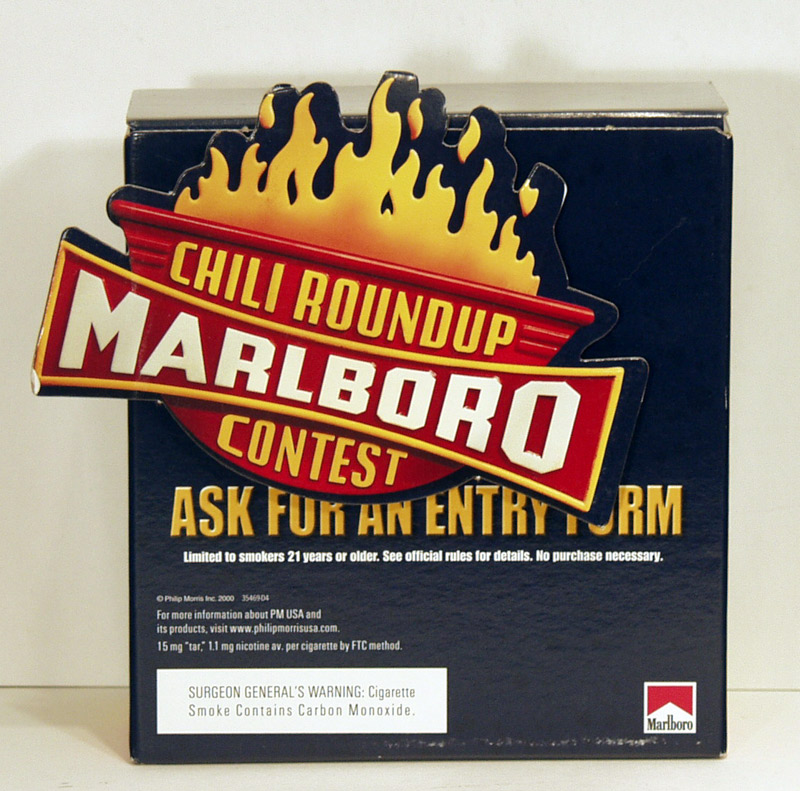 CHILI ROUNDUP
MARLBORO
CONTEST
ASK FOR AN ENTRY FORM
Limited to smokers 21 years or older. See official rules for details. No purchase necessary.
© Philip Morris Inc. 2000 3546904
For more information about PM USA and
its products, visit www.philipmorrisusa.com.
15 mg "tar," 1.1 mg nicotine av. per cigarette by FTC method.
SURGEON GENERAL'S WARNING: Cigarette
Smoke Contains Carbon Monoxide.
Marlboro